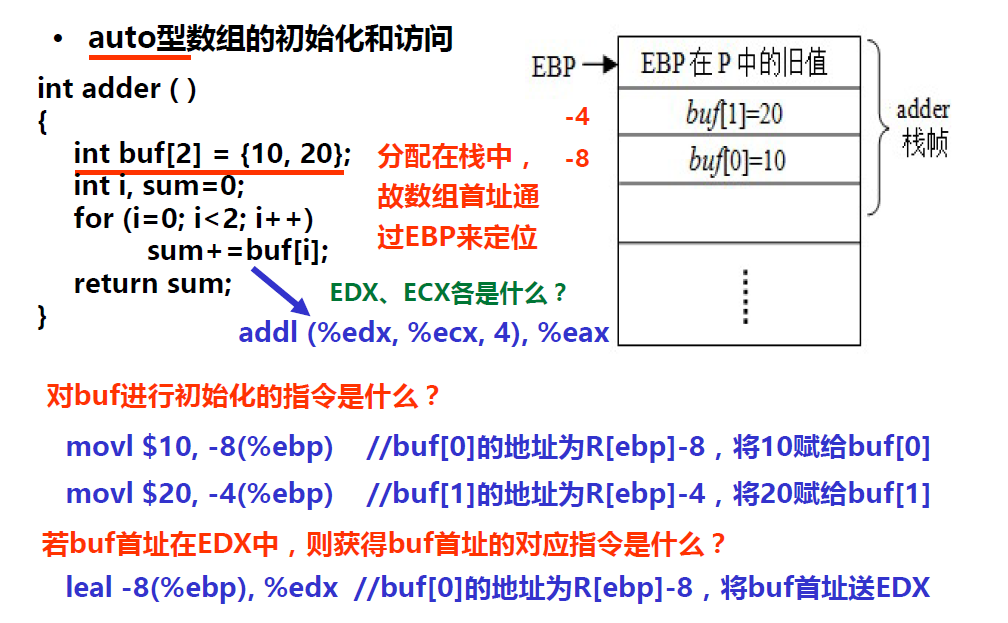 • auto型数组的初始化和访问
int adder ( )
{
int buf[2] = {10, 20};
int i, sum=0;
for (i=0; i<2; i++)
sum+=buf[i];
return sum;
}
分配在栈中，
故数组首址通
过EBP来定位
EDX、ECX各是什么？
addl (%edx, %ecx, 4), %eax
EBP
EBP 在 P 中的旧值
-4
buf[1]=20
-8
buf[0]=10
adder
栈帧
对buf进行初始化的指令是什么？
movl $10, -8(%ebp) //buf[0]的地址为R[ebp]-8，将10赋给buf[0]
movl $20, -4(%ebp) //buf[1]的地址为R[ebp]-4，将20赋给buf[1]
若buf首址在EDX中，则获得buf首址的对应指令是什么？
leal -8(%ebp), %edx //buf[0]的地址为R[ebp]-8，将buf首址送EDX